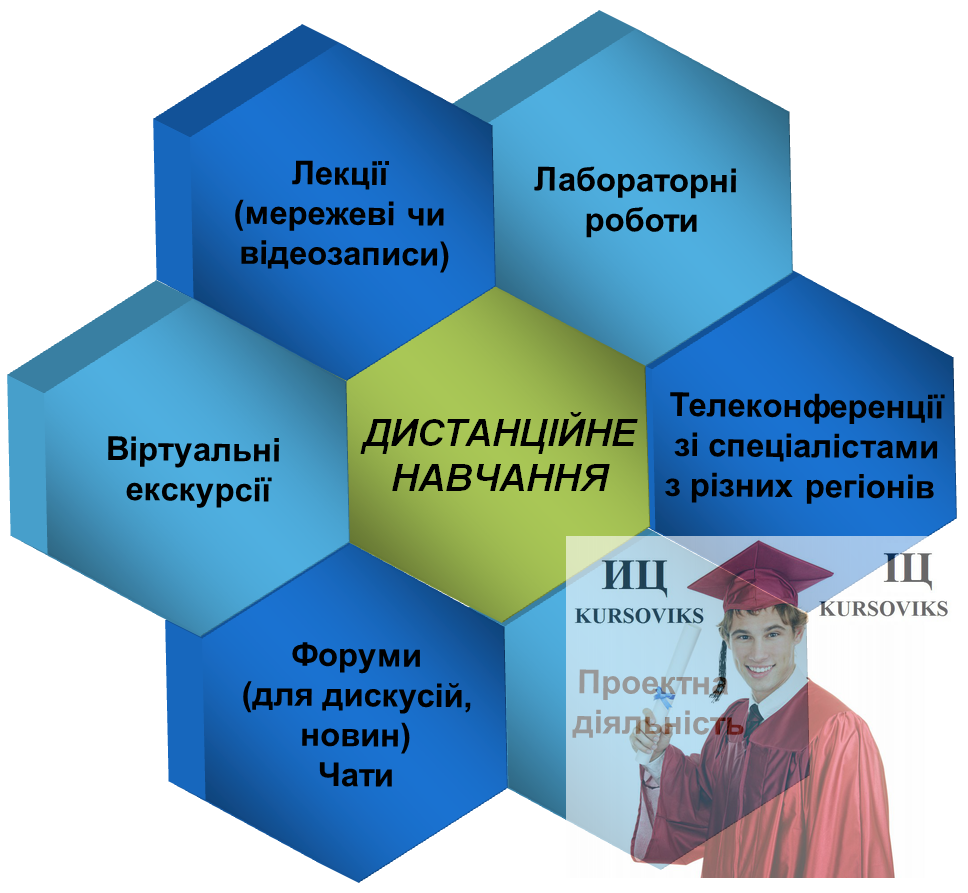 Лекції
(мережеві чи
відеозаписи)
Лабораторні
роботи
Віртуальні
екскурсії
ДИСТАНЦІЙНЕ
НАВЧАННЯ
Телеконференції
зі спеціалістами
з різних регіонів
Форуми
(для дискусій,
новин)
Чати
Проектна
діяльність
ИЦ
KURSOVIKS
ІЦ
KURSOVIKS